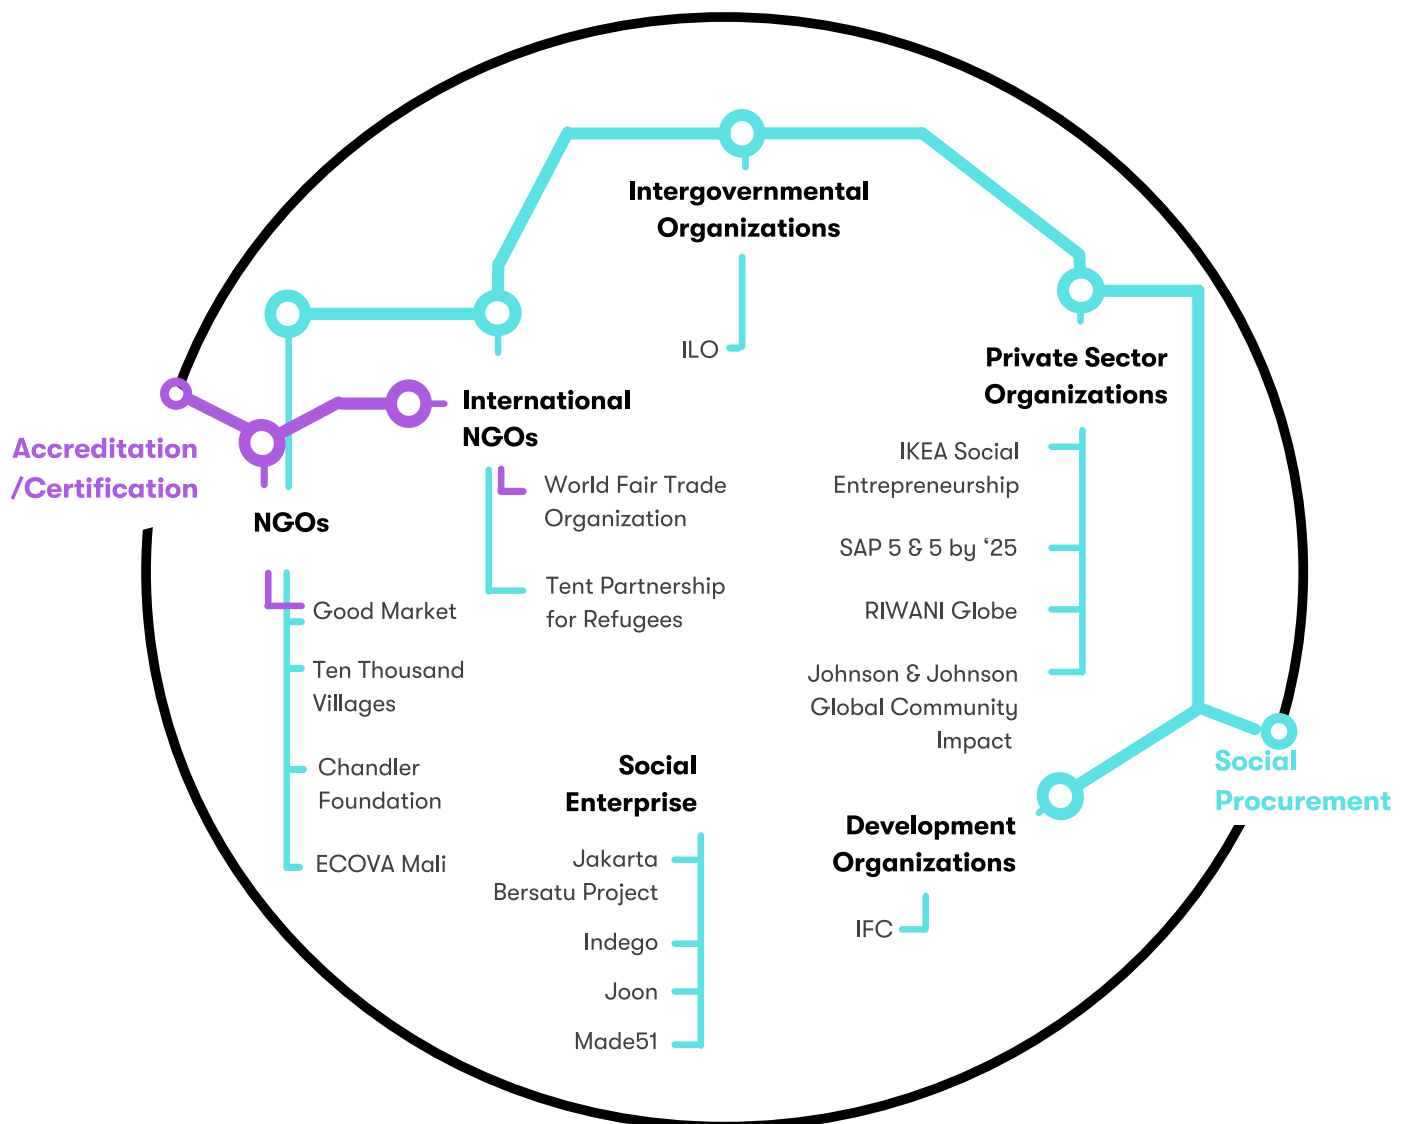 Intergovernmental
Organizations
ILO
Private Sector
Organizations
IKEA Social
Entrepreneurship
SAP 5 & 5 by ‘25
RIWANI Globe
Johnson & Johnson
Global Community
Impact
International
NGOs
World Fair Trade
Organization
Tent Partnership
for Refugees
Accreditation
/Certification
NGOs
Good Market
Ten Thousand
Villages
Chandler
Foundation
ECOVA Mali
Social
Enterprise
Jakarta
Bersatu Project
Indego
Joon
Made51
Social
Procurement
Development
Organizations
IFC